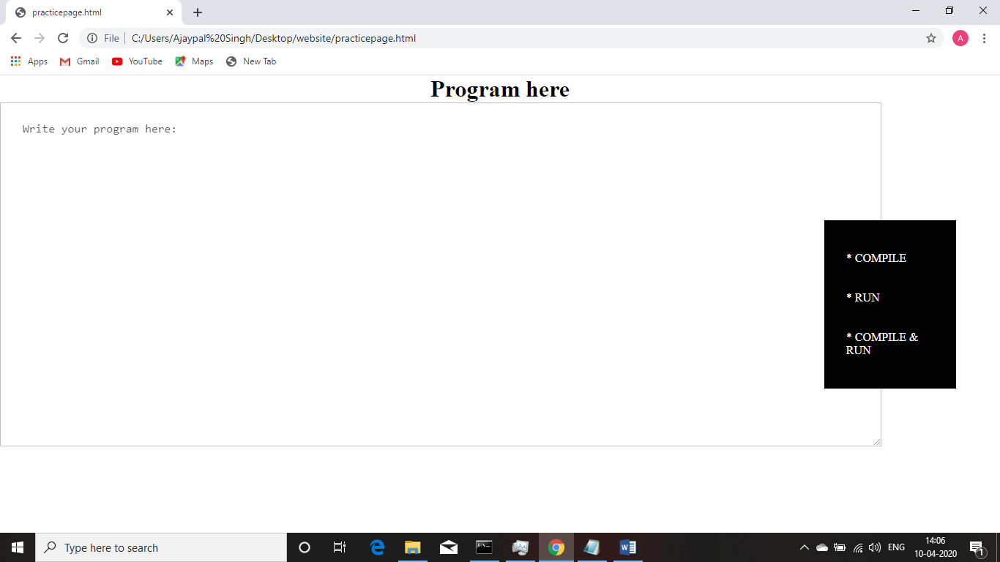 practicepage.html
File
C:/Users/Ajaypal%20Singh/Desktop/website/practicepage.html
A
Apps
Gmail
YouTube
Maps
New Tab
Program here
Write your program here:
* COMPILE
* RUN
* COMPILE &
RUN
Type here to search
ENG
14:06
10-04-2020
1